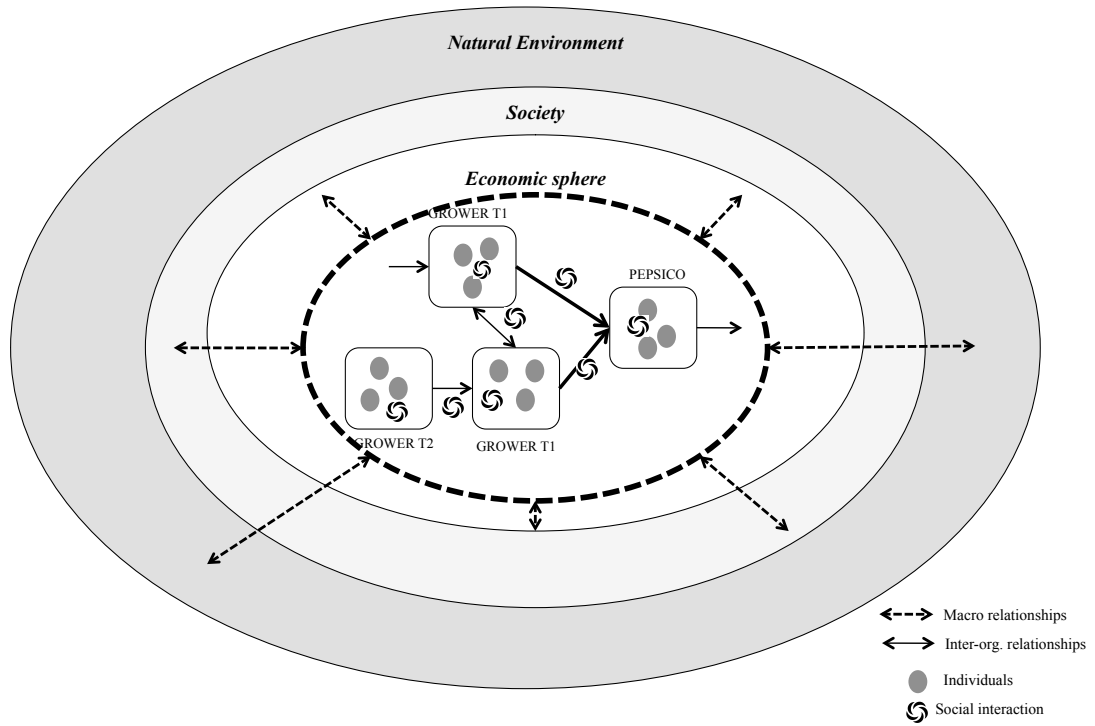 Natural Environment
Society
Economic sphere
GROWER T1
PEPSICO
GROWER T2
GROWER T1
Macro relationships
Inter-org. relationships
Individuals
Social interaction